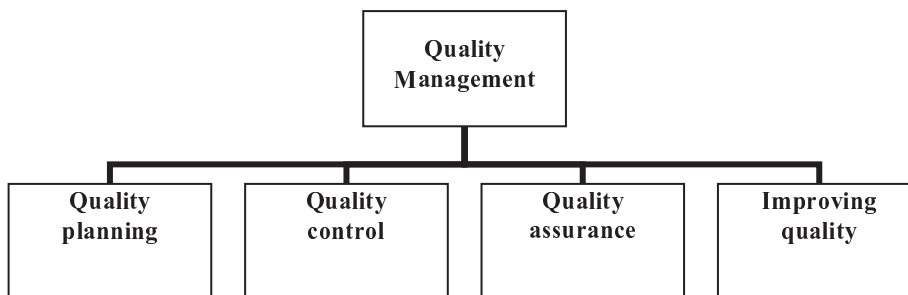 Quality
Management
Quality
planning
Quality
control
Quality
assurance
Improving
quality